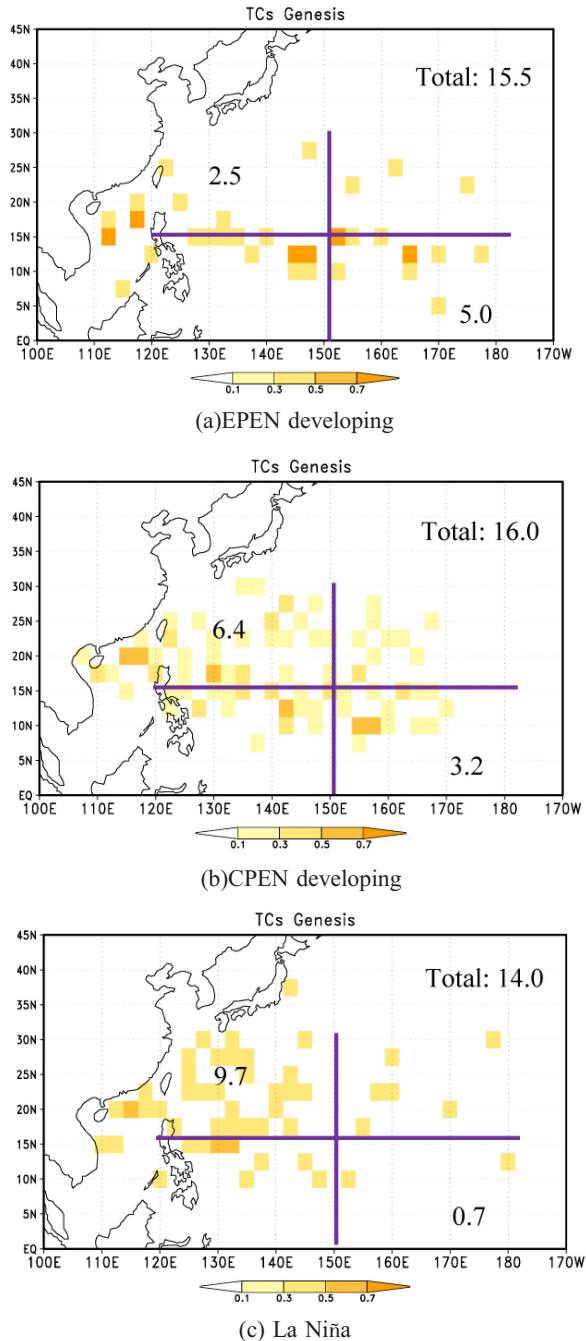 TCs Genesis
45N
Total: 15.5
40N
35N
30N
25N
2.5
20N
15N
10N
5N
5.0
EQ
100E 110E 120E 130E 140E 150E 160E 170E 180 170W
0.1 0.3 0.5 0.7
(a)EPEN developing
TCs Genesis
45N
Total: 16.0
40N
35N
30N
25N
6.4
20N
15N
10N
5N
3.2
EQ
100E 110E 120E 130E 140E 150E 160E 170E 180 170W
0.1 0.3 0.5 0.7
(b)CPEN developing
TCs Genesis
45N
Total: 14.0
40N
35N
30N
25N
9.7
20N
15N
10N
5N
0.7
EQ
100E 110E 120E 130E 140E 150E 160E 170E 180 170W
0.1 0.3 0.5 0.7
(c) La Niña